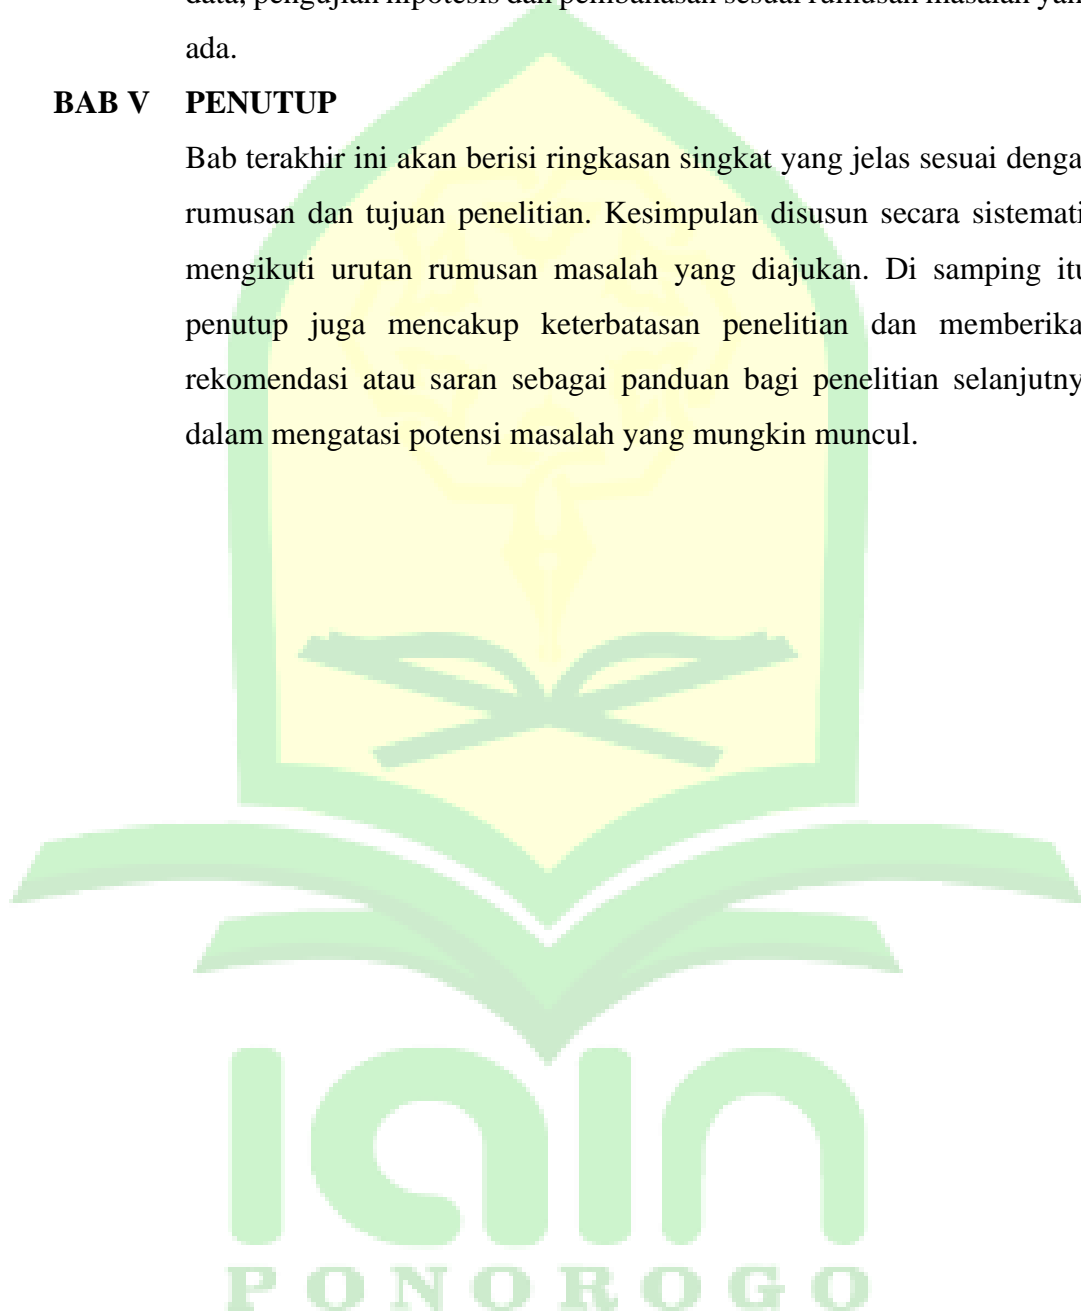 data, pengujian hipotesis dan pembahasan sesuai rumusan masalah yan
ada.
BAB V PENUTUP
Bab terakhir ini akan berisi ringkasan singkat yang jelas sesuai denga
rumusan dan tujuan penelitian. Kesimpulan disusun secara sistemati
mengikuti urutan rumusan masalah yang diajukan. Di samping itu
penutup juga mencakup keterbatasan penelitian dan memberika
rekomendasi atau saran sebagai panduan bagi penelitian selanjutny
dalam mengatasi potensi masalah yang mungkin muncul.
iain
PONOROGO